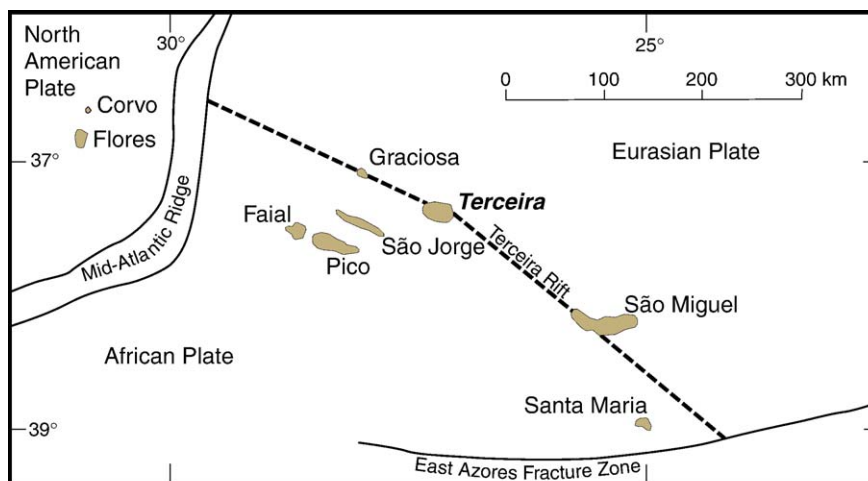 North
American
Plate
30°
25°
0 100 200 300 km
Corvo
Flores
37°
Graciosa
Eurasian Plate
Terceira
Faial
São Jorge
Pico
Mid-Atlantic Ridge
Terceira Rift
São Miguel
African Plate
Santa Maria
39°
East Azores Fracture Zone